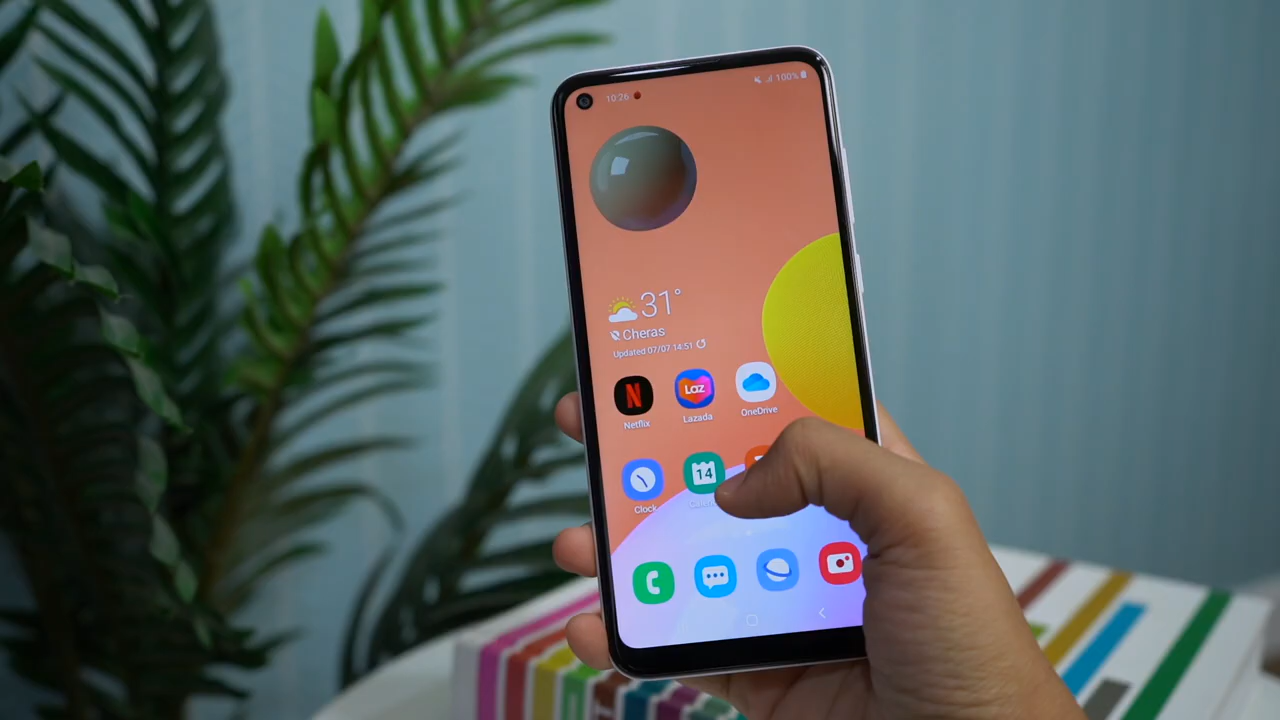 10:26 100%
31°
Cheras
Updated 07/07 14:51
N Laz
Netflix Lazada OneDrive
14
Clock